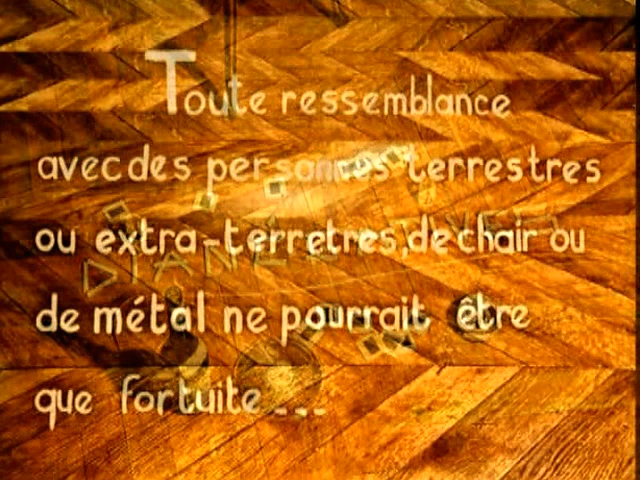 Toute ressemblance
avec des personnes terrestres
ou extra-terretres, de chair ou
de métal ne pourrait être
que fortuite...